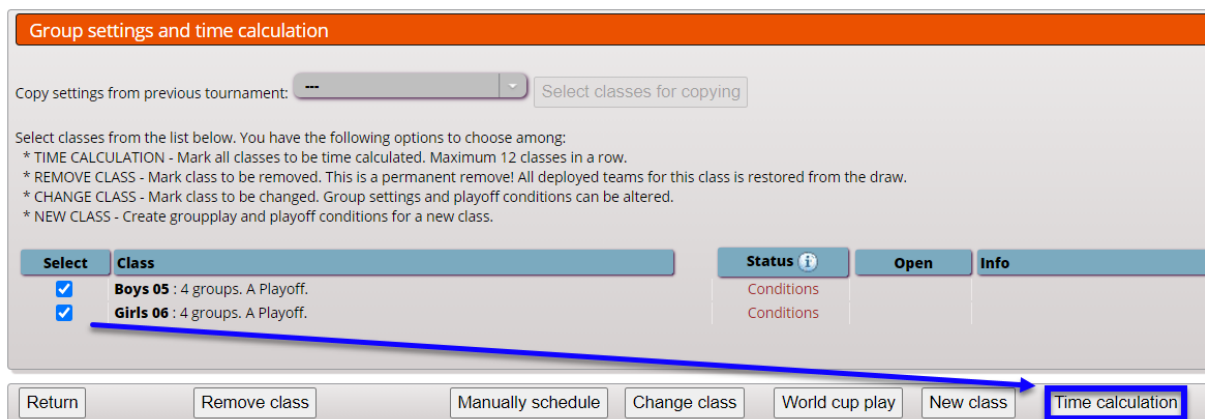 Group settings and time calculation
Copy settings from previous tournament: --- Select classes for copying
Select classes from the list below. You have the following options to choose among:
* TIME CALCULATION - Mark all classes to be time calculated. Maximum 12 classes in a row.
* REMOVE CLASS - Mark class to be removed. This is a permanent remove! All deployed teams for this class is restored from the draw.
* CHANGE CLASS - Mark class to be changed. Group settings and playoff conditions can be altered.
* NEW CLASS - Create groupplay and playoff conditions for a new class.
Select Class Status i Open Info
Boys 05 : 4 groups. A Playoff. Conditions
Girls 06 : 4 groups. A Playoff. Conditions
Return Remove class Manually schedule Change class World cup play New class Time calculation